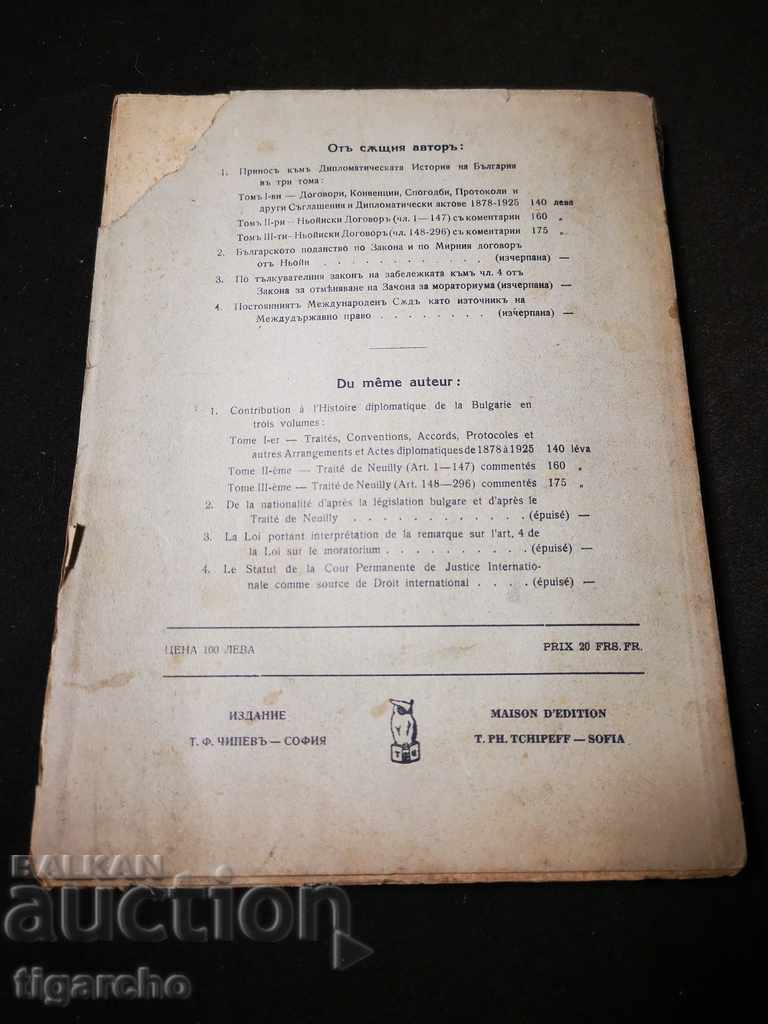 Отъ сѫщия авторъ:
1. Приносъ къмъ Дипломатическата История на България
въ три тома:
Томъ I-ви — Договори, Конвенции, Спогодби, Протоколи и
други Съглашения и Дипломатически актове 1878-1925 140 лева
Томъ II-ри — Ньойиски Договоръ (чл. 1—147) съ коментарии 160 „
Томъ III-ти — Ньойиски Договоръ (чл. 148-296) съ коментарии 175 „
2. Българското поданство по Закона и по Мирния договоръ
отъ Ньойи . . . . . . . . . . . (изчерпана) —
3. По тълкувателния законъ на забележката къмъ чл. 4 отъ
Закона за отмѣняване на Закона за мораториума (изчерпана) —
4. Постоянниятъ Международенъ Сѫдъ като източникъ на
Междудържавно право . . . . . . . . (изчерпана) —
Du même auteur:
1. Contribution à l'Histoire diplomatique de la Bulgarie en
trois volumes:
Tome I-er — Traités, Conventions, Accords, Protocoles et
autres Arrangements et Actes diplomatiques de 1878 à 1925 140 léva
Tome II-ème — Traité de Neuilly (Art. 1—147) commentés 160 „
Tome III-ème — Traité de Neuilly (Art. 148—296) commentés 175 „
2. De la nationalité d'après la législation bulgare et d'après le
Traité de Neuilly . . . . . . . . . . . . (épuisé) —
3. La Loi portant interprétation de la remarque sur l'art, 4 de
la Loi sur le moratorium . . . . . . . . . . (épuisé) —
4. Le Statut de la Cour Permanente de Justice Internatio-
nale comme source de Droit international . . . . (épuisé) —
ЦЕНА 100 ЛЕВА PRIX 20 FRS. FR.
ИЗДАНИЕ
Т. Ф. ЧИПЕВЪ — СОФИЯ
MAISON D'EDITION
T. PH. TCHIPEFF — SOFIA
BALKAN
auction
tigarcho